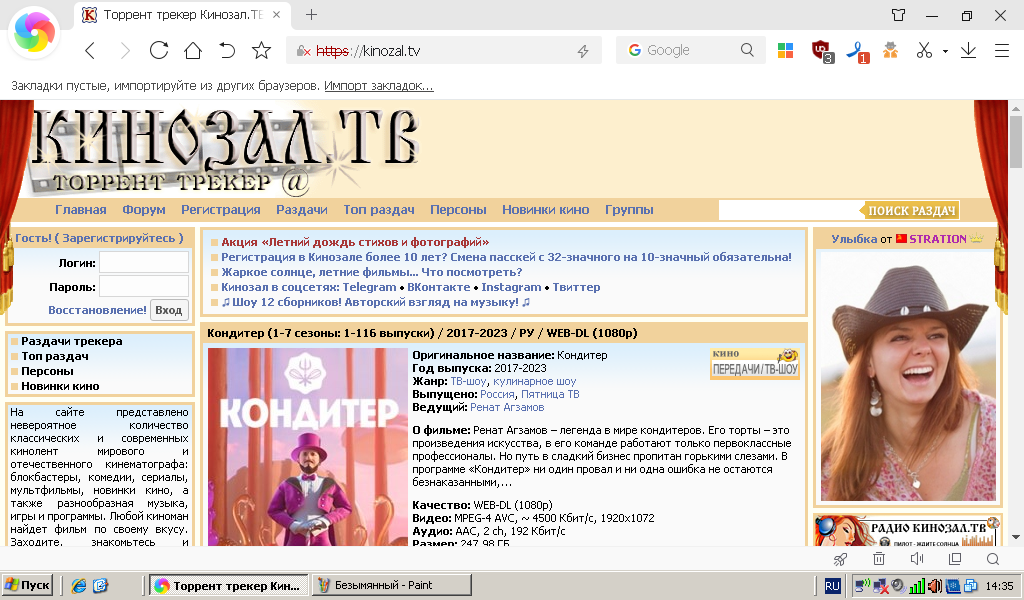 Торрент трекер Кинозал.ТВ
https://kinozal.tv
Google
3
1
Закладки пустые, импортируйте из других браузеров. Импорт закладок...
КИНОЗАЛ.ТВ
ТОРРЕНТ ТРЕКЕР @
Главная Форум Регистрация Раздачи Топ раздач Персоны Новинки кино Группы
ПОИСК РАЗДАЧ
Гость! ( Зарегистрируйтесь )
Логин:
Пароль:
Восстановление! Вход
Раздачи трекера
Топ раздач
Персоны
Новинки кино
На сайте представлено
невероятное количество
классических и современных
кинолент мирового и
отечественного кинематографа:
блокбастеры, комедии, сериалы,
мультфильмы, новинки кино, а
также разнообразная музыка,
игры и программы. Любой киноман
найдет фильм по своему вкусу.
Заходите, знакомьтесь и
Акция «Летний дождь стихов и фотографий»
Регистрация в Кинозале более 10 лет? Смена пасскей с 32-значного на 10-значный обязательна!
Жаркое солнце, летние фильмы... Что посмотреть?
Кинозал в соцсетях: Telegram • ВКонтакте • Instagram • Твиттер
♫ Шоу 12 сборников! Авторский взгляд на музыку! ♫
Кондитер (1-7 сезоны: 1-116 выпуски) / 2017-2023 / РУ / WEB-DL (1080p)
КОНДИТЕР
Оригинальное название: Кондитер
Год выпуска: 2017-2023
Жанр: ТВ-шоу, кулинарное шоу
Выпущено: Россия, Пятница ТВ
Ведущий: Ренат Агзамов
КИНО
ПЕРЕДАЧИ/ТВ-ШОУ
О фильме: Ренат Агзамов – легенда в мире кондитеров. Его торты – это
произведения искусства, в его команде работают только первоклассные
профессионалы. Но путь в сладкий бизнес пропитан горькими слезами. В
программе «Кондитер» ни один провал и ни одна ошибка не остаются
безнаказанными,...
Качество: WEB-DL (1080p)
Видео: MPEG-4 AVC, ~ 4500 Кбит/с, 1920x1072
Аудио: AAC, 2 ch, 192 Кбит/с
Размер: 247.98 ГБ
Улыбка от STRATION
РАДИО КИНОЗАЛ.ТВ
ПИЛОТ - ЖДИТЕ СОЛНЦА
Пуск
Торрент трекер Кин...
Безымянный - Paint
RU
14:35